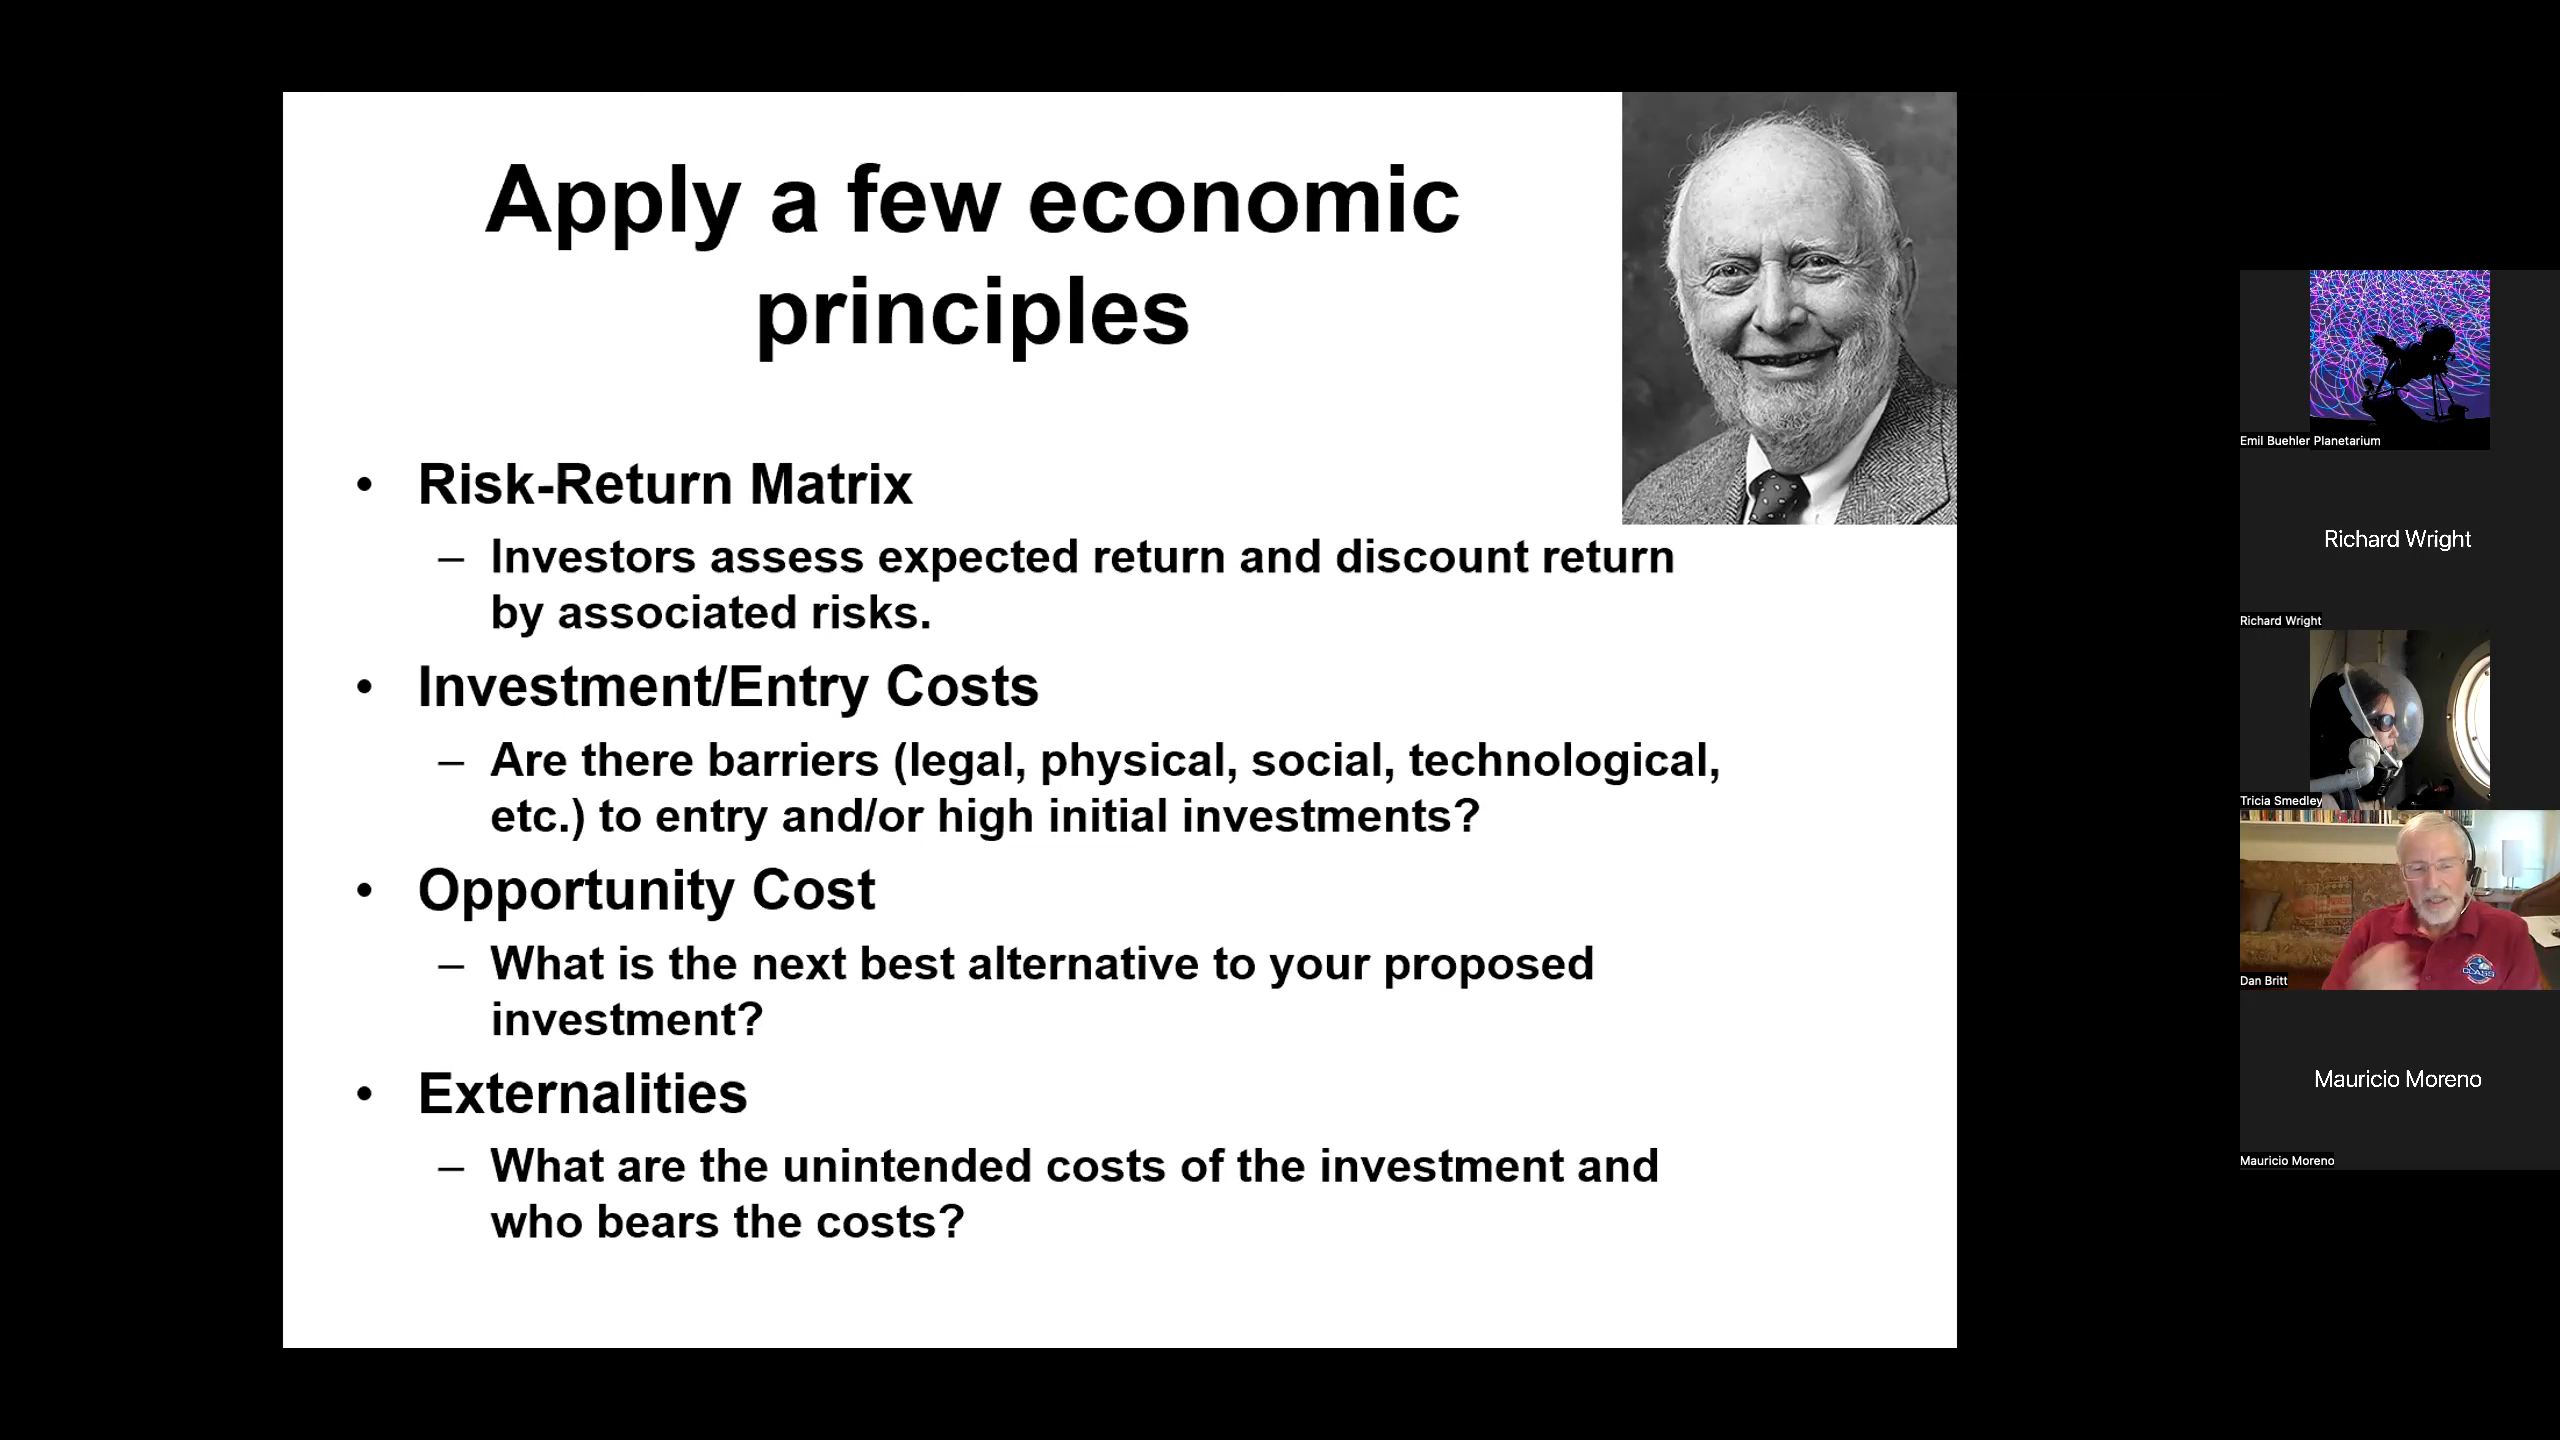 Apply a few economic
principles
• Risk-Return Matrix
– Investors assess expected return and discount return
by associated risks.
• Investment/Entry Costs
– Are there barriers (legal, physical, social, technological,
etc.) to entry and/or high initial investments?
• Opportunity Cost
– What is the next best alternative to your proposed
investment?
• Externalities
– What are the unintended costs of the investment and
who bears the costs?
Emil Buehler Planetarium
Richard Wright
Richard Wright
Tricia Smedley
CLASS
Dan Britt
Mauricio Moreno
Mauricio Moreno